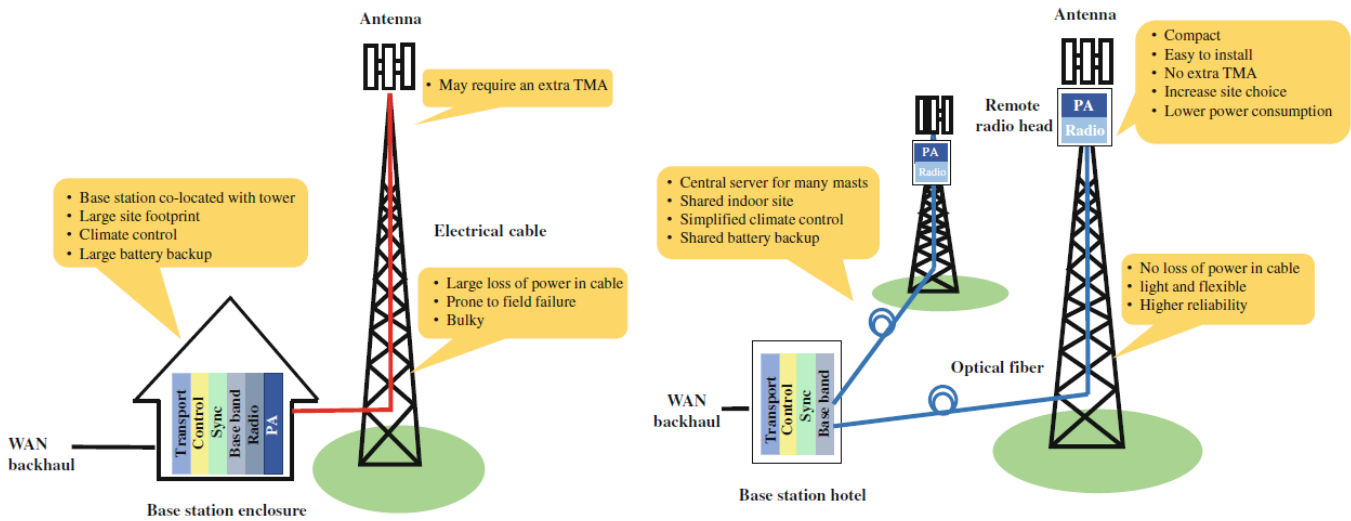 Antenna
• May require an extra TMA
• Base station co-located with tower
• Large site footprint
• Climate control
• Large battery backup
Electrical cable
• Large loss of power in cable
• Prone to field failure
• Bulky
Transport
Control
Sync
Base band
Radio
PA
WAN
backhaul
Base station enclosure
Antenna
• Compact
• Easy to install
• No extra TMA
• Increase site choice
• Lower power consumption
Remote
radio head
PA
Radio
PA
Radio
• Central server for many masts
• Shared indoor site
• Simplified climate control
• Shared battery backup
• No loss of power in cable
• light and flexible
• Higher reliability
Optical fiber
Transport
Control
Sync
Base band
WAN
backhaul
Base station hotel